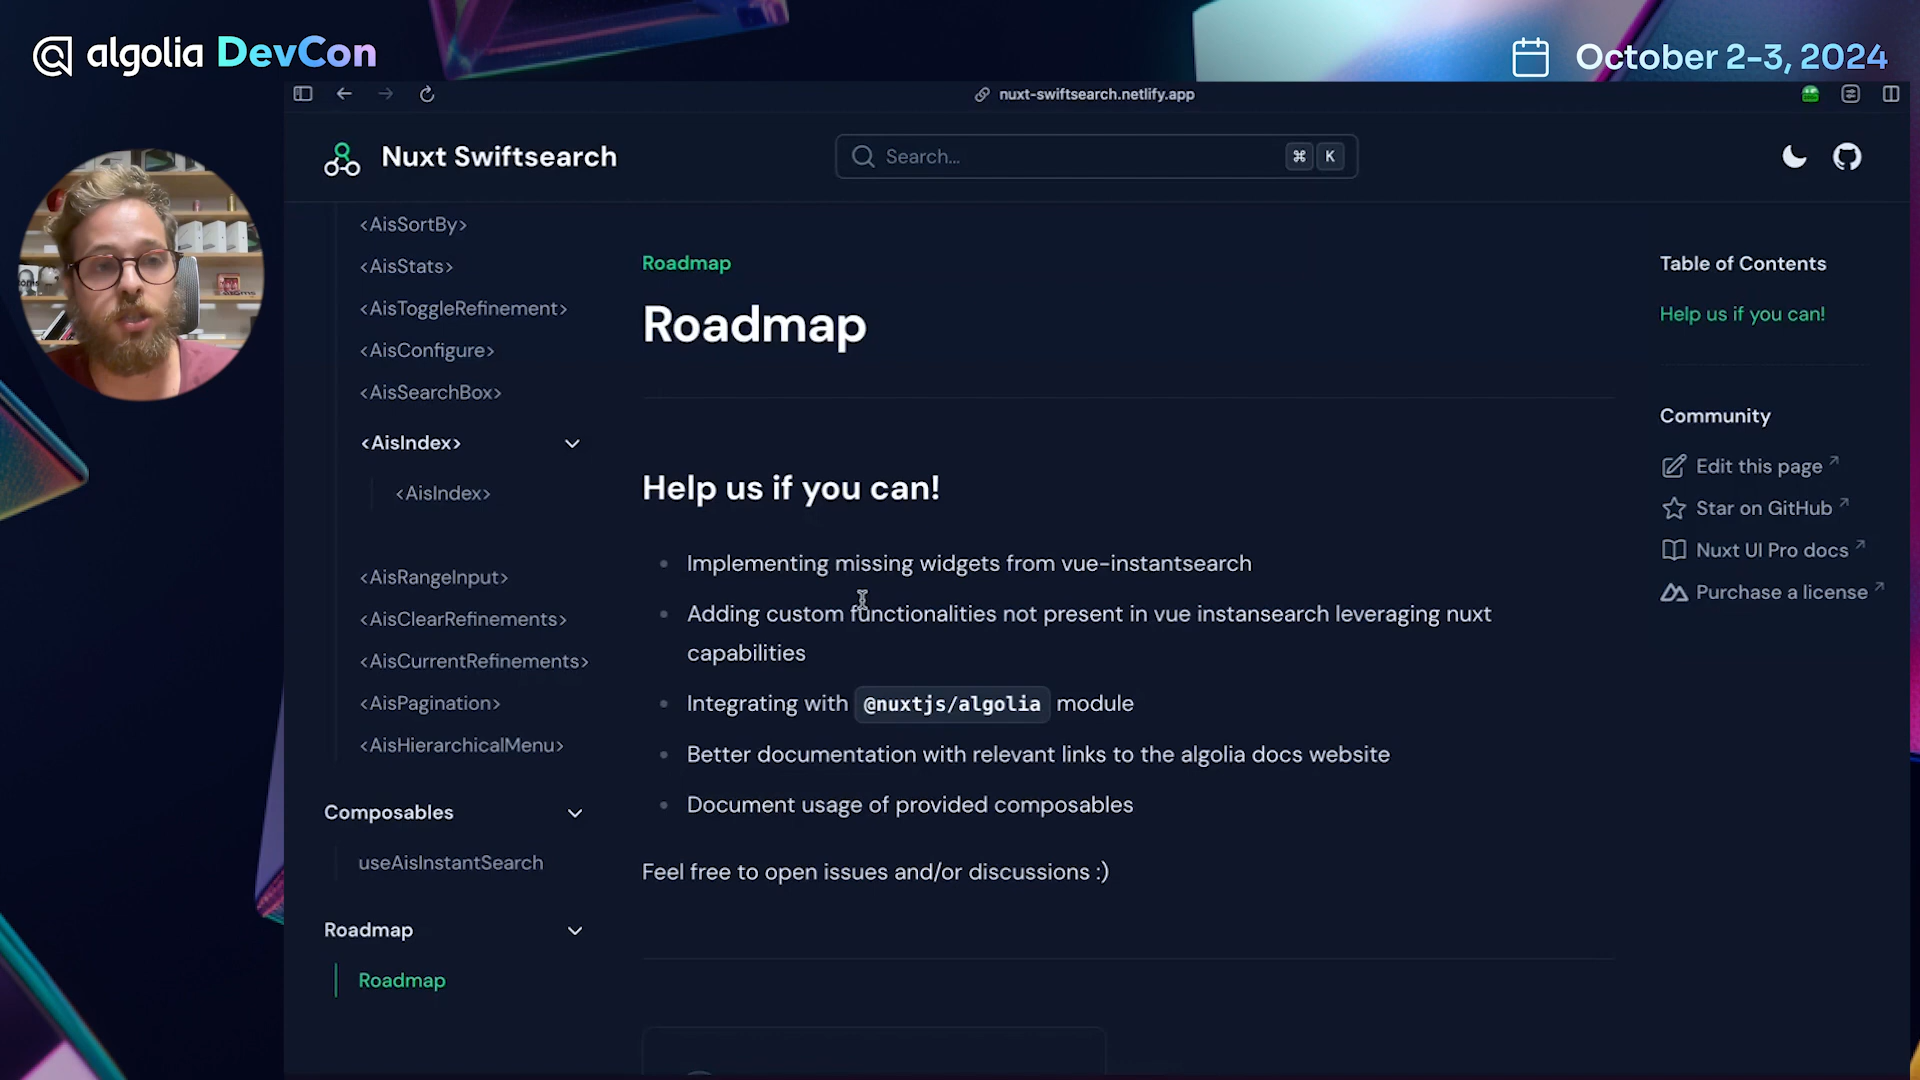 algolia DevCon
October 2-3, 2024
nuxt-swiftsearch.netlify.app
Nuxt Swiftsearch
Search...
⌘ K
<AisSortBy>
<AisStats>
<AisToggleRefinement>
<AisConfigure>
<AisSearchBox>
<AisIndex>
<AisIndex>
<AisRangeInput>
<AisClearRefinements>
<AisCurrentRefinements>
<AisPagination>
<AisHierarchicalMenu>
Composables
useAisInstantSearch
Roadmap
Roadmap
Roadmap
Roadmap
Help us if you can!
Implementing missing widgets from vue-instantsearch
Adding custom functionalities not present in vue instansearch leveraging nuxt
capabilities
Integrating with @nuxtjs/algolia module
Better documentation with relevant links to the algolia docs website
Document usage of provided composables
Feel free to open issues and/or discussions :)
Table of Contents
Help us if you can!
Community
Edit this page
Star on GitHub
Nuxt UI Pro docs
Purchase a license